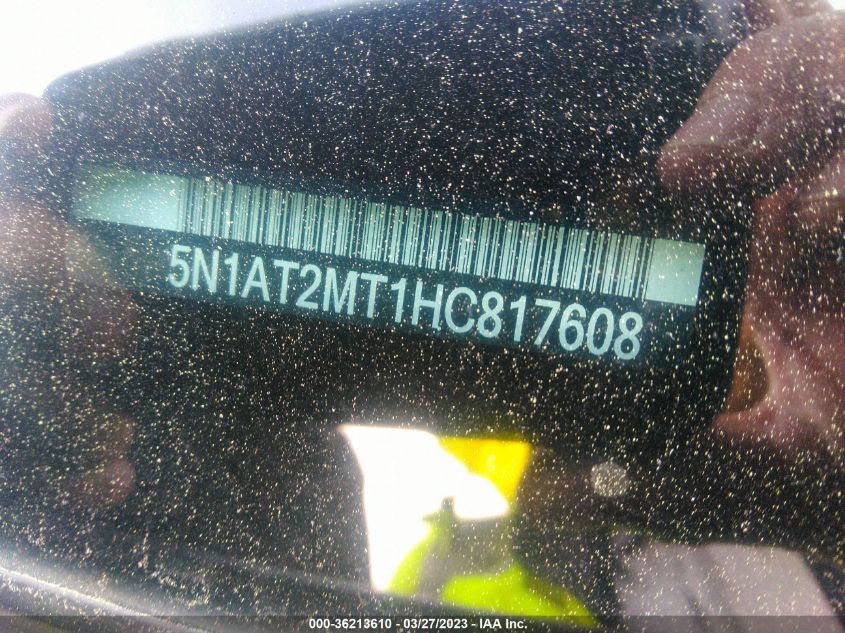 5N1AT2MT1HC817608
000-36213610 - 03/27/2023 - IAA Inc.